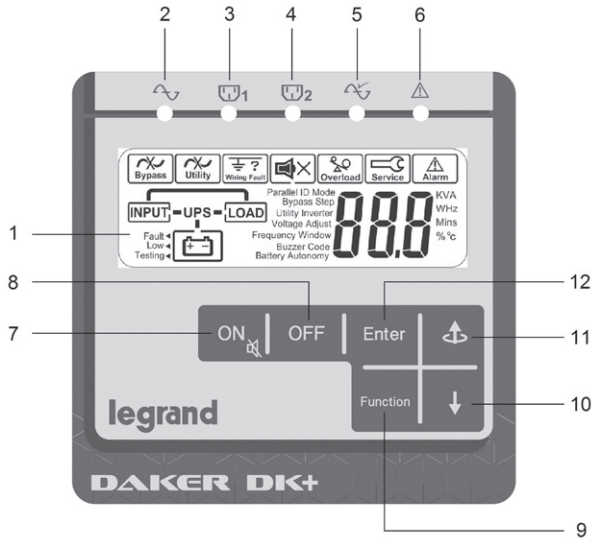 2 3 4 5 6
1 2
Bypass Utility Wiring Fault Overload Service Alarm
INPUT UPS LOAD
Fault
Low
Testing
Parallel ID Mode
Bypass Step
Utility Inverter
Voltage Adjust
Frequency Window
Buzzer Code
Battery Autonomy
88.8
KVA
WHz
Mins
% °C
1
8
12
7
ON OFF Enter
11
Function
10
legrand
DAKER DK+
9